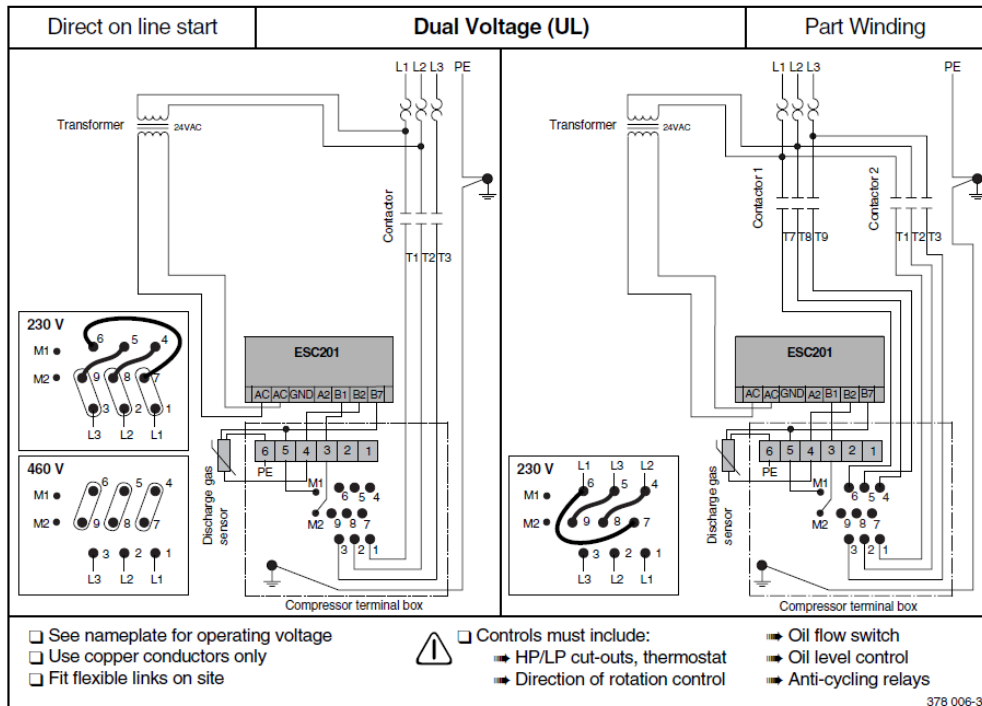 Direct on line start
Dual Voltage (UL)
Part Winding
L1 L2 L3 PE
Transformer
24VAC
Contactor
T1 T2 T3
230 V
6 5 4
M1
M2 9 8 7
3 2 1
L3 L2 L1
ESC201
AC AC GND A2 B1 B2 B7
6 5 4 3 2 1
PE
Discharge gas
sensor
460 V
M1 6 5 4
M2 9 8 7
3 2 1
L3 L2 L1
M1
M2
6 5 4
9 8 7
3 2 1
Compressor terminal box
L1 L2 L3 PE
Transformer
24VAC
Contactor 1
Contactor 2
T7 T8 T9
T1 T2 T3
ESC201
AC AC GND A2 B1 B2 B7
6 5 4 3 2 1
PE
Discharge gas
sensor
230 V
L1 L3 L2
M1 6 5 4
M2 9 8 7
3 2 1
L3 L2 L1
M1
M2
6 5 4
9 8 7
3 2 1
Compressor terminal box
❑ See nameplate for operating voltage
❑ Use copper conductors only
❑ Fit flexible links on site
❑ Controls must include:
➠ HP/LP cut-outs, thermostat
➠ Direction of rotation control
➠ Oil flow switch
➠ Oil level control
➠ Anti-cycling relays
378 006-3